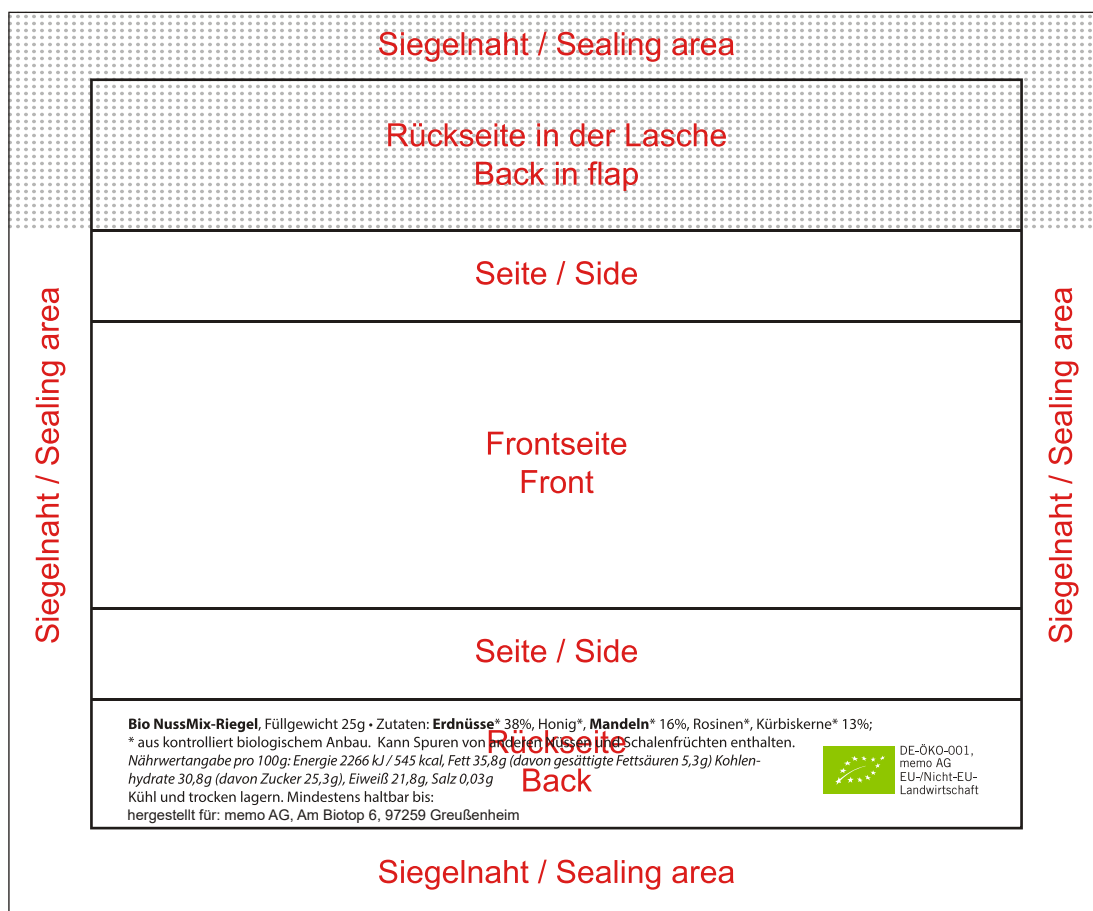 Siegelnaht / Sealing area
Rückseite in der Lasche
Back in flap
Seite / Side
Siegelnaht / Sealing area
Frontseite
Front
Siegelnaht / Sealing area
Seite / Side
Bio NussMix-Riegel, Füllgewicht 25g • Zutaten: Erdnüsse* 38%, Honig*, Mandeln* 16%, Rosinen*, Kürbiskerne* 13%;
* aus kontrolliert biologischem Anbau. Kann Spuren von anderen Nüssen und Schalenfrüchten enthalten.
Nährwertangabe pro 100g: Energie 2266 kJ / 545 kcal, Fett 35,8g (davon gesättigte Fettsäuren 5,3g) Kohlen-
hydrate 30,8g (davon Zucker 25,3g), Eiweiß 21,8g, Salz 0,03g
Kühl und trocken lagern. Mindestens haltbar bis:
hergestellt für: memo AG, Am Biotop 6, 97259 Greußenheim
Rückseite
Back
DE-ÖKO-001,
memo AG
EU-/Nicht-EU-
Landwirtschaft
Siegelnaht / Sealing area